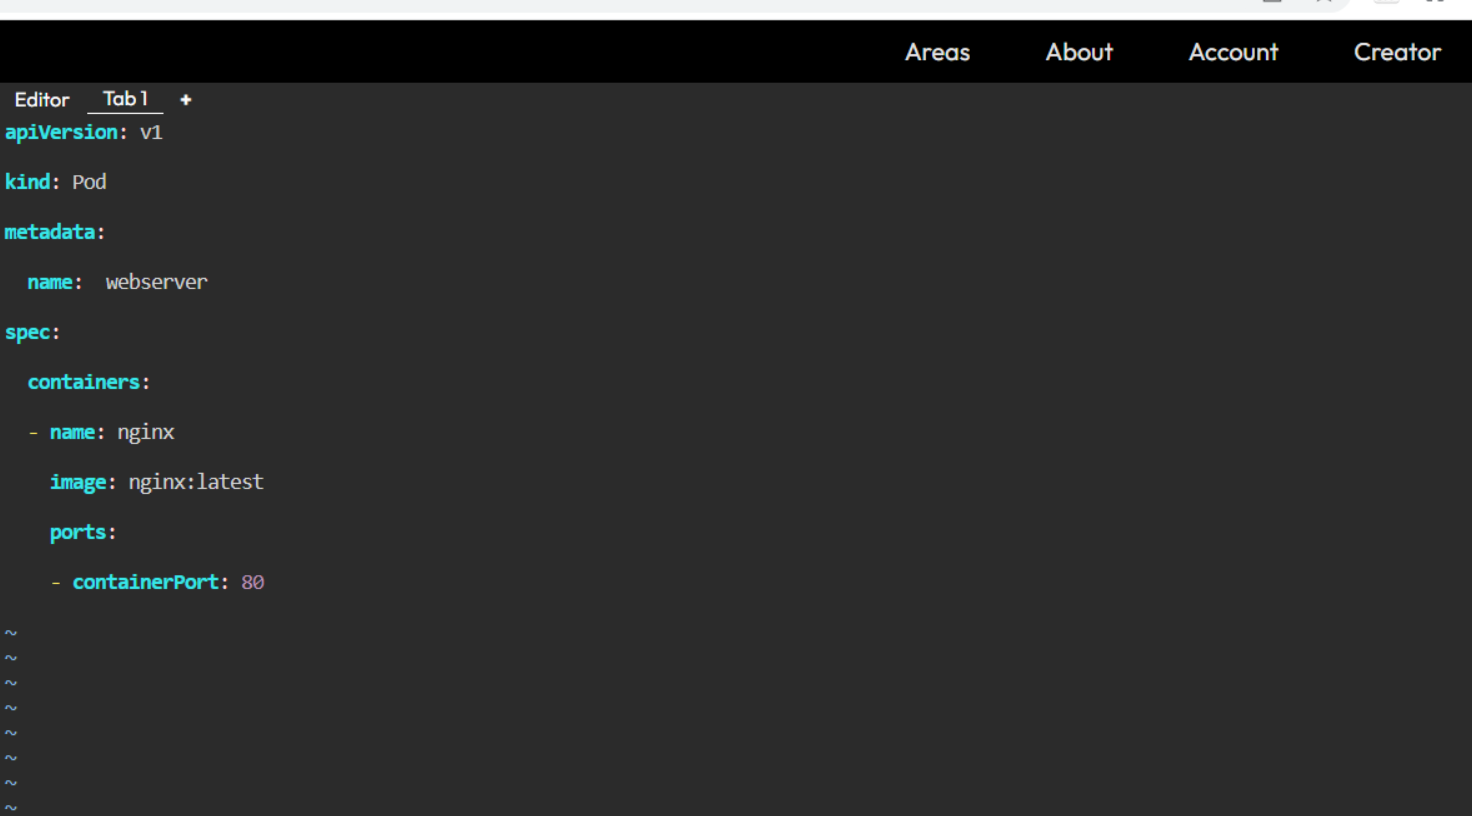 Areas About Account Creator
Editor Tab 1 +
apiVersion: v1
kind: Pod
metadata:
  name:  webserver
spec:
  containers:
  - name: nginx
    image: nginx:latest
    ports:
    - containerPort: 80
~
~
~
~
~
~
~
~